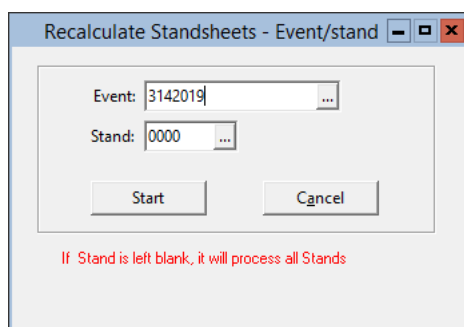 Recalculate Standsheets - Event/stand
Event: 3142019 ...
Stand: 0000 ...
Start Cancel
If Stand is left blank, it will process all Stands